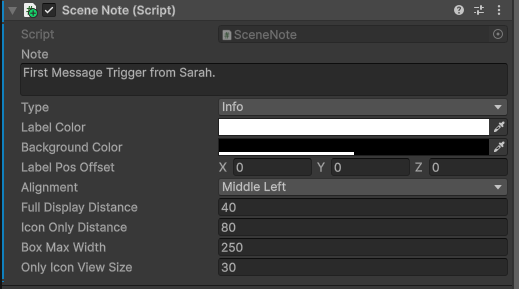 Scene Note (Script)
Script SceneNote
Note
First Message Trigger from Sarah.
Type Info
Label Color
Background Color
Label Pos Offset X 0 Y 0 Z 0
Alignment Middle Left
Full Display Distance 40
Icon Only Distance 80
Box Max Width 250
Only Icon View Size 30